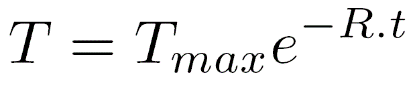 T = T_{max}e^{-R.t}